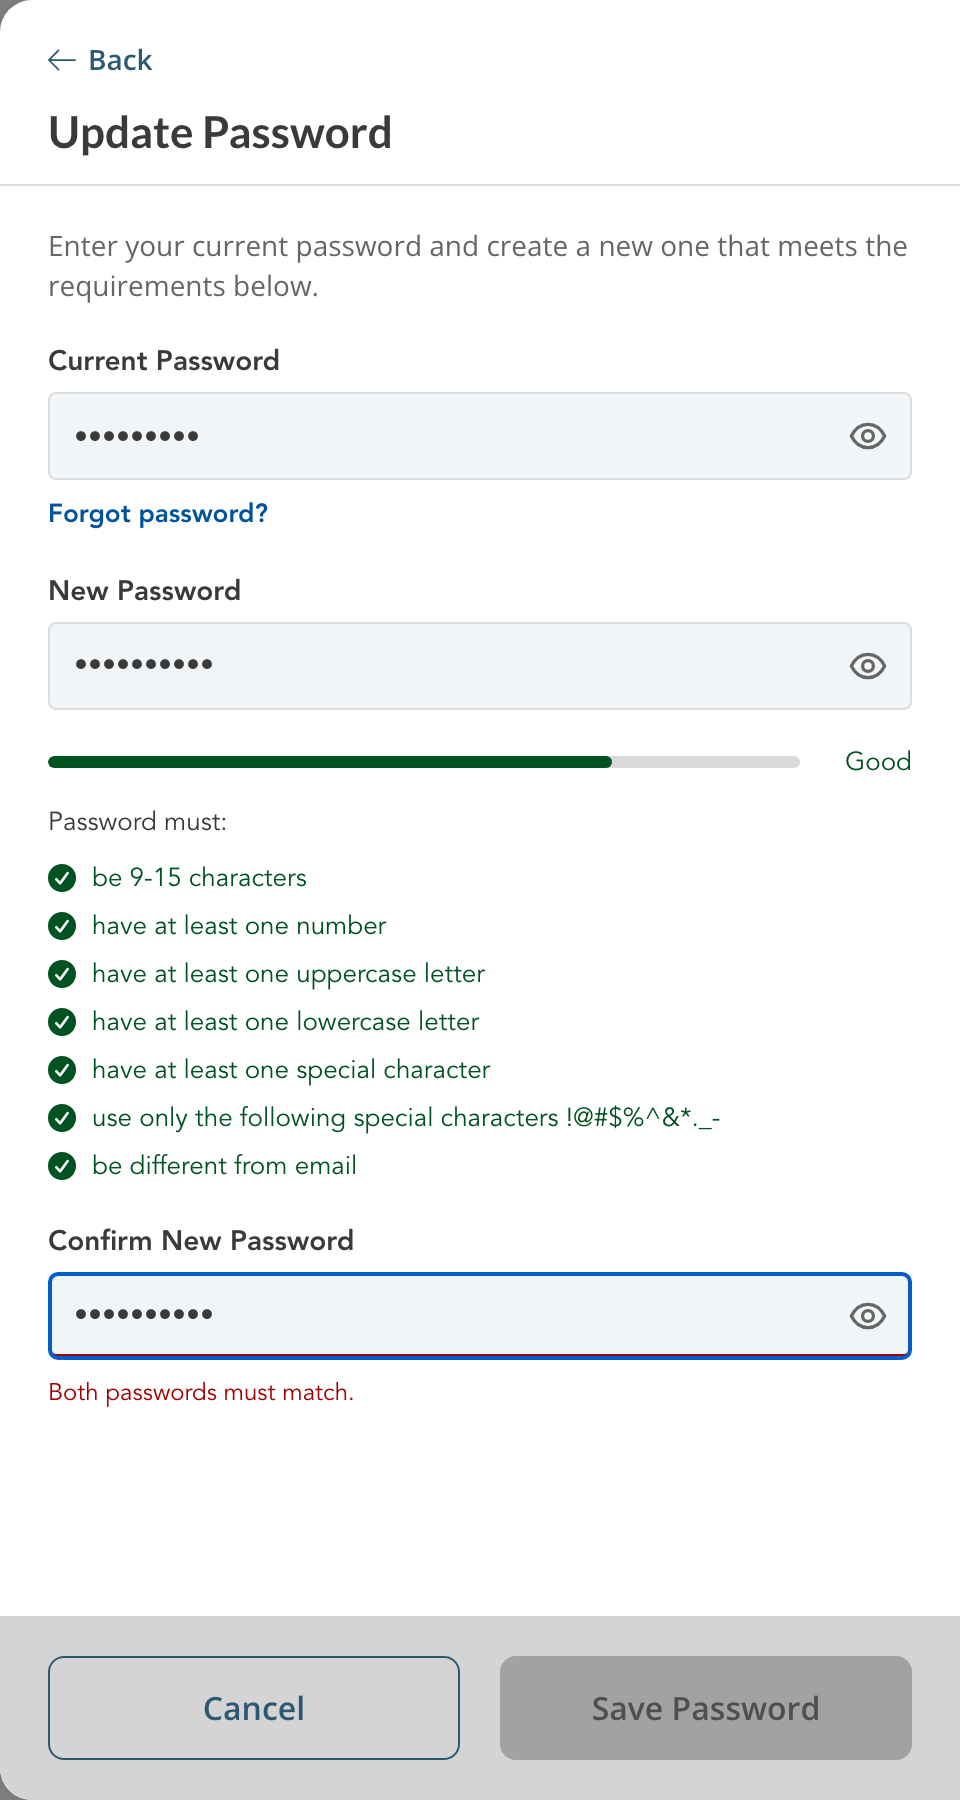 Back
Update Password
Enter your current password and create a new one that meets the
requirements below.
Current Password
•••••••••
Forgot password?
New Password
••••••••••
Good
Password must:
be 9-15 characters
have at least one number
have at least one uppercase letter
have at least one lowercase letter
have at least one special character
use only the following special characters !@#$%^&*._-
be different from email
Confirm New Password
••••••••••
Both passwords must match.
Cancel
Save Password